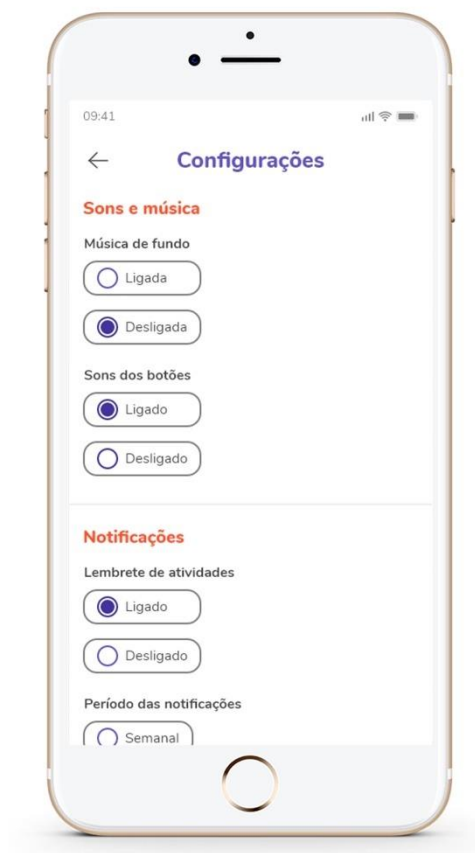 09:41
Configurações
Sons e música
Música de fundo
Ligada
Desligada
Sons dos botões
Ligado
Desligado
Notificações
Lembrete de atividades
Ligado
Desligado
Período das notificações
Semanal